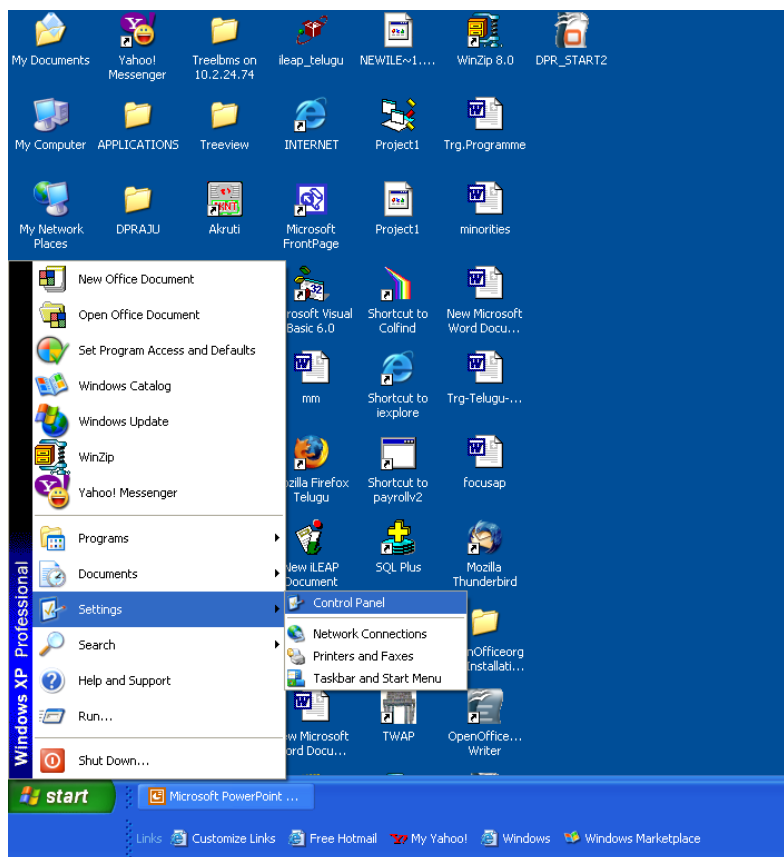 My Documents
Yahoo!
Messenger
Treelbms on
10.2.24.74
ileap_telugu
NEWILE~1....
WinZip 8.0
DPR_START2
My Computer
APPLICATIONS
Treeview
INTERNET
Project1
Trg.Programme
My Network
Places
DPRAJU
Akruti
Microsoft
FrontPage
Project1
minorities
rosoft Visual
Basic 6.0
Shortcut to
Colfind
New Microsoft
Word Docu...
mm
Shortcut to
iexplore
Trg-Telugu-...
ozilla Firefox
Telugu
Shortcut to
payrollv2
focusap
New iLEAP
Document
SQL Plus
Mozilla
Thunderbird
nOfficeorg
Installati...
w Microsoft
ord Docu...
TWAP
OpenOffice...
Writer
Windows XP Professional
New Office Document
Open Office Document
Set Program Access and Defaults
Windows Catalog
Windows Update
WinZip
Yahoo! Messenger
Programs
Documents
Settings
Search
Help and Support
Run...
Shut Down...
Control Panel
Network Connections
Printers and Faxes
Taskbar and Start Menu
start
Microsoft PowerPoint ...
Links
Customize Links
Free Hotmail
My Yahoo!
Windows
Windows Marketplace